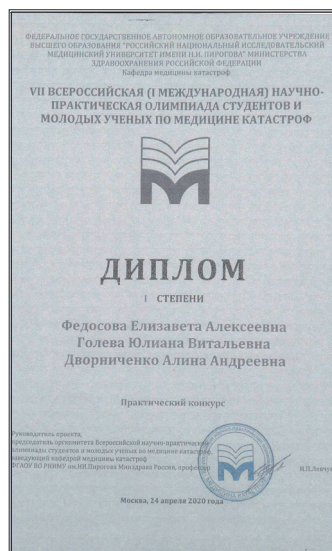 ФЕДЕРАЛЬНОЕ ГОСУДАРСТВЕННОЕ АВТОНОМНОЕ ОБРАЗОВАТЕЛЬНОЕ УЧРЕЖДЕНИЕ
ВЫСШЕГО ОБРАЗОВАНИЯ "РОССИЙСКИЙ НАЦИОНАЛЬНЫЙ ИССЛЕДОВАТЕЛЬСКИЙ
МЕДИЦИНСКИЙ УНИВЕРСИТЕТ ИМЕНИ Н.И. ПИРОГОВА" МИНИСТЕРСТВА
ЗДРАВООХРАНЕНИЯ РОССИЙСКОЙ ФЕДЕРАЦИИ
Кафедра медицины катастроф
VII ВСЕРОССИЙСКАЯ (I МЕЖДУНАРОДНАЯ) НАУЧНО-
ПРАКТИЧЕСКАЯ ОЛИМПИАДА СТУДЕНТОВ И
МОЛОДЫХ УЧЕНЫХ ПО МЕДИЦИНЕ КАТАСТРОФ
ДИПЛОМ
I СТЕПЕНИ
Федосова Елизавета Алексеевна
Голева Юлиана Витальевна
Дворниченко Алина Андреевна
Практический конкурс
Руководитель проекта,
председатель оргкомитета Всероссийской научно-практической
олимпиады студентов и молодых ученых по медицине катастроф,
заведующий кафедрой медицины катастроф
ФГАОУ ВО РНИМУ им.Н.И.Пирогова Минздрава России, профессор
Москва, 24 апреля 2020 года